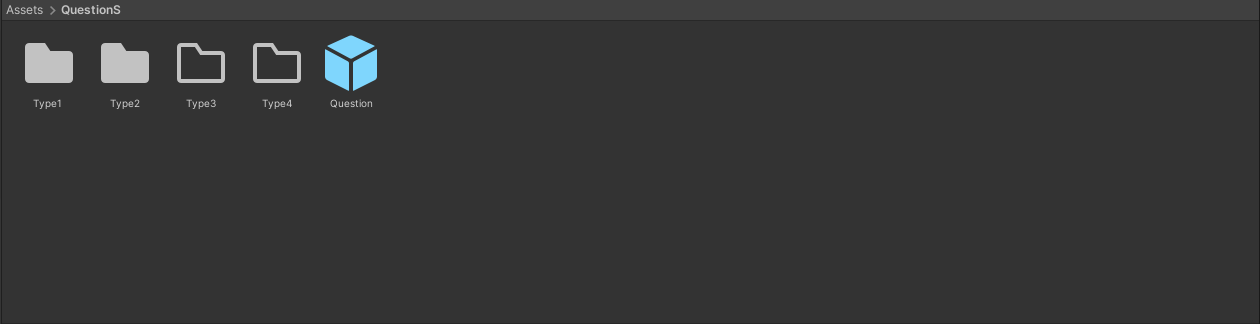 Assets > QuestionS
Type1 Type2 Type3 Type4 Question